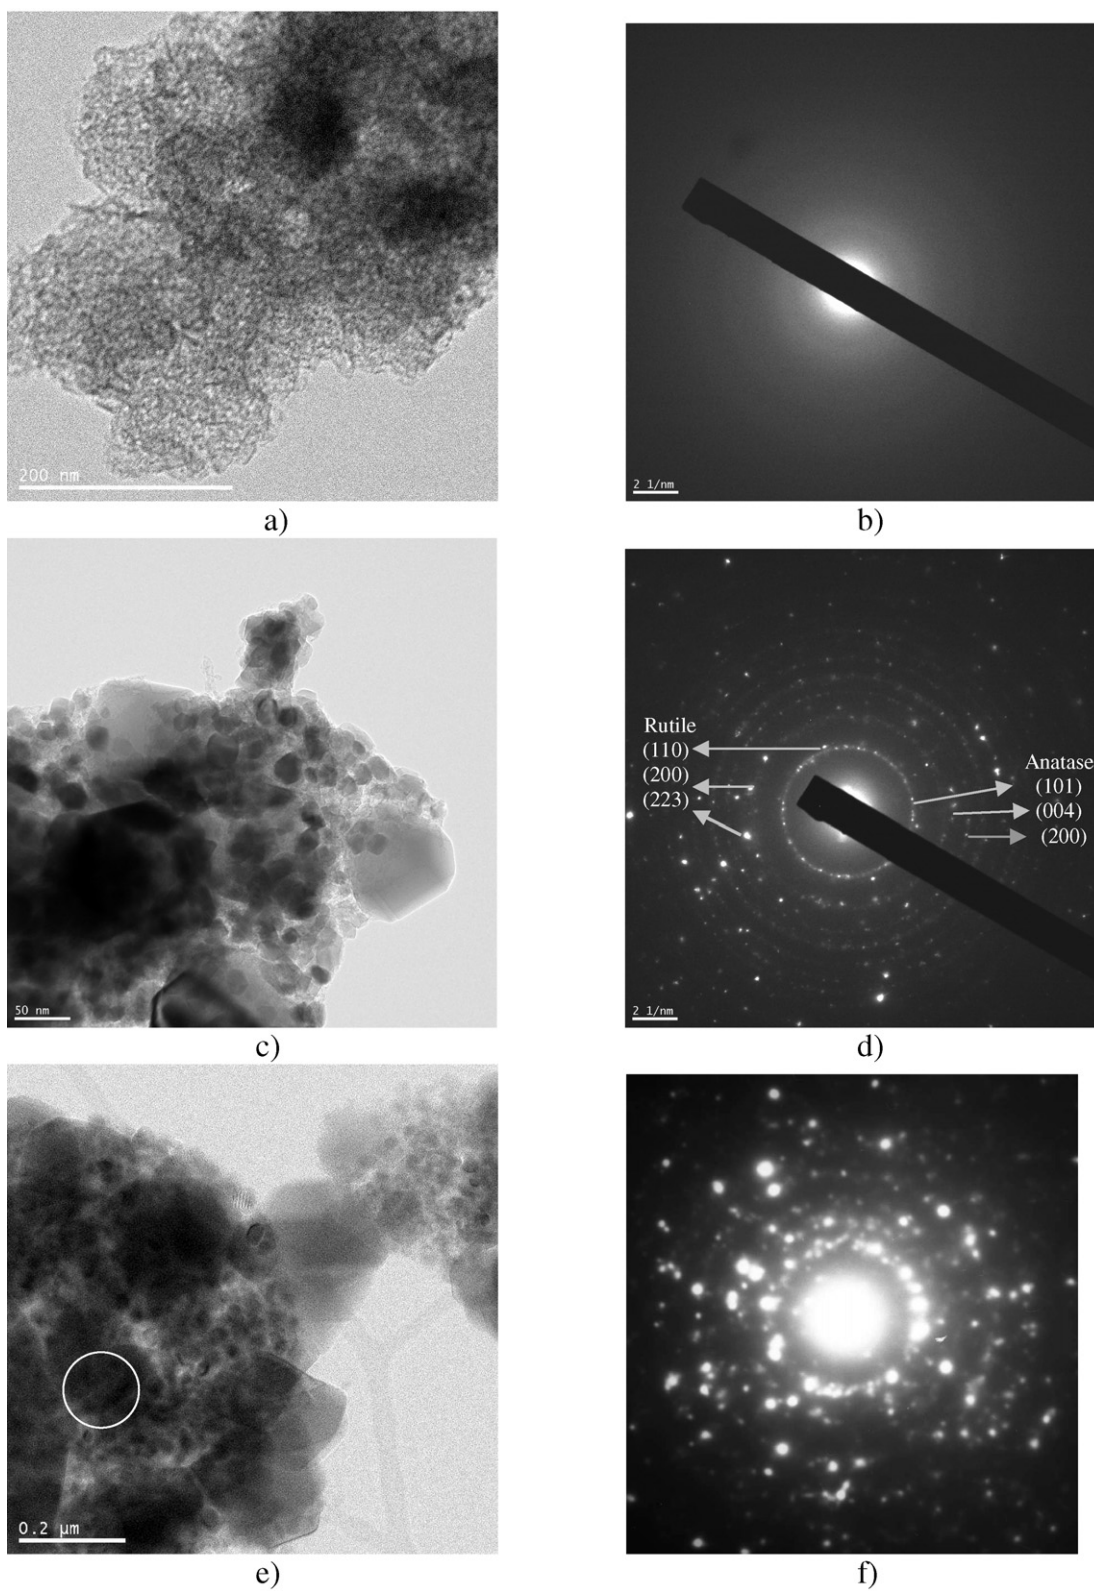 200 nm
2 1/nm
a)
b)
Rutile
(110)
(200)
(223)
Anatase
(101)
(004)
(200)
50 nm
2 1/nm
c)
d)
0.2 µm
e)
f)